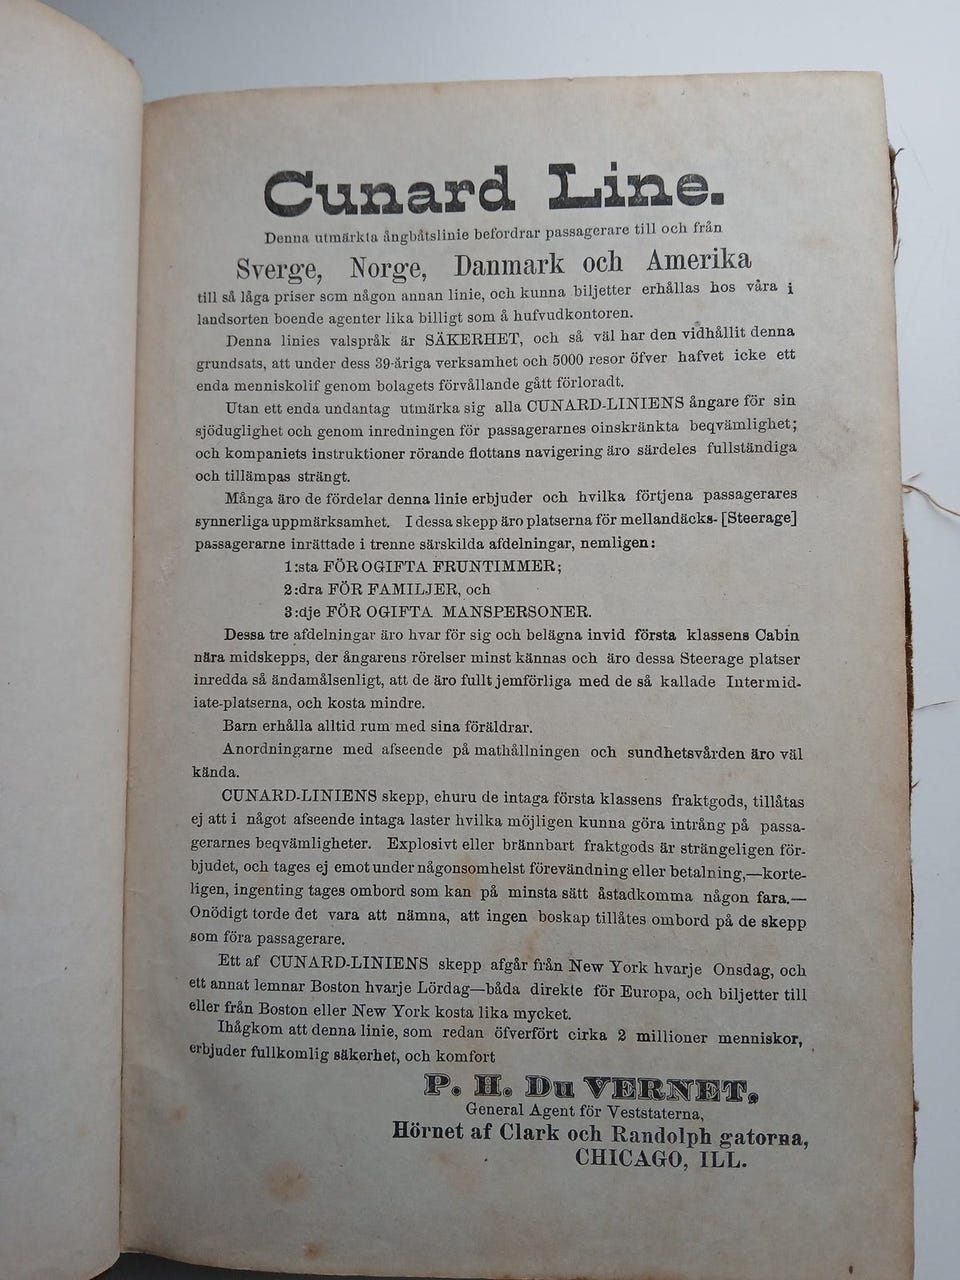 Cunard Line.
Denna utmärkta ångbåtslinie befordrar passagerare till och från
Sverge, Norge, Danmark och Amerika
till så låga priser som någon annan linie, och kunna biljetter erhållas hos våra i
landsorten boende agenter lika billigt som å hufvudkontoren.
Denna linies valspråk är SÄKERHET, och så väl har den vidhållit denna
grundsats, att under dess 39-åriga verksamhet och 5000 resor öfver hafvet icke ett
enda menniskolif genom bolagets förvållande gått förloradt.
Utan ett enda undantag utmärka sig alla CUNARD-LINIENS ångare för sin
sjöduglighet och genom inredningen för passagerarnes oinskränkta beqvämlighet;
och kompaniets instruktioner rörande flottans navigering äro särdeles fullständiga
och tillämpas strängt.
Många äro de fördelar denna linie erbjuder och hvilka förtjena passagerares
synnerliga uppmärksamhet. I dessa skepp äro platserna för mellandäcks- [Steerage]
passagerarne inrättade i trenne särskilda afdelningar, nemligen:
1:sta FÖR OGIFTA FRUNTIMMER;
2:dra FÖR FAMILJER, och
3:dje FÖR OGIFTA MANSPERSONER.
Dessa tre afdelningar äro hvar för sig och belägna invid första klassens Cabin
nära midskepps, der ångarens rörelser minst kännas och äro dessa Steerage platser
inredda så ändamålsenligt, att de äro fullt jemförliga med de så kallade Intermid-
iate-platserna, och kosta mindre.
Barn erhålla alltid rum med sina föräldrar.
Anordningarne med afseende på mathållningen och sundhetsvården äro väl
kända.
CUNARD-LINIENS skepp, ehuru de intaga första klassens fraktgods, tillåtas
ej att i något afseende intaga laster hvilka möjligen kunna göra intrång på passa-
gerarnes beqvämligheter. Explosivt eller brännbart fraktgods är strängeligen för-
bjudet, och tages ej emot under någonsomhelst förevändning eller betalning,—korte-
ligen, ingenting tages ombord som kan på minsta sätt åstadkomma någon fara.—
Onödigt torde det vara att nämna, att ingen boskap tillåtes ombord på de skepp
som föra passagerare.
Ett af CUNARD-LINIENS skepp afgår från New York hvarje Onsdag, och
ett annat lemnar Boston hvarje Lördag—båda direkte för Europa, och biljetter till
eller från Boston eller New York kosta lika mycket.
Ihågkom att denna linie, som redan öfverfört cirka 2 millioner menniskor,
erbjuder fullkomlig säkerhet, och komfort
P. H. Du VERNET,
General Agent för Veststaterna,
Hörnet af Clark och Randolph gatorna,
CHICAGO, ILL.